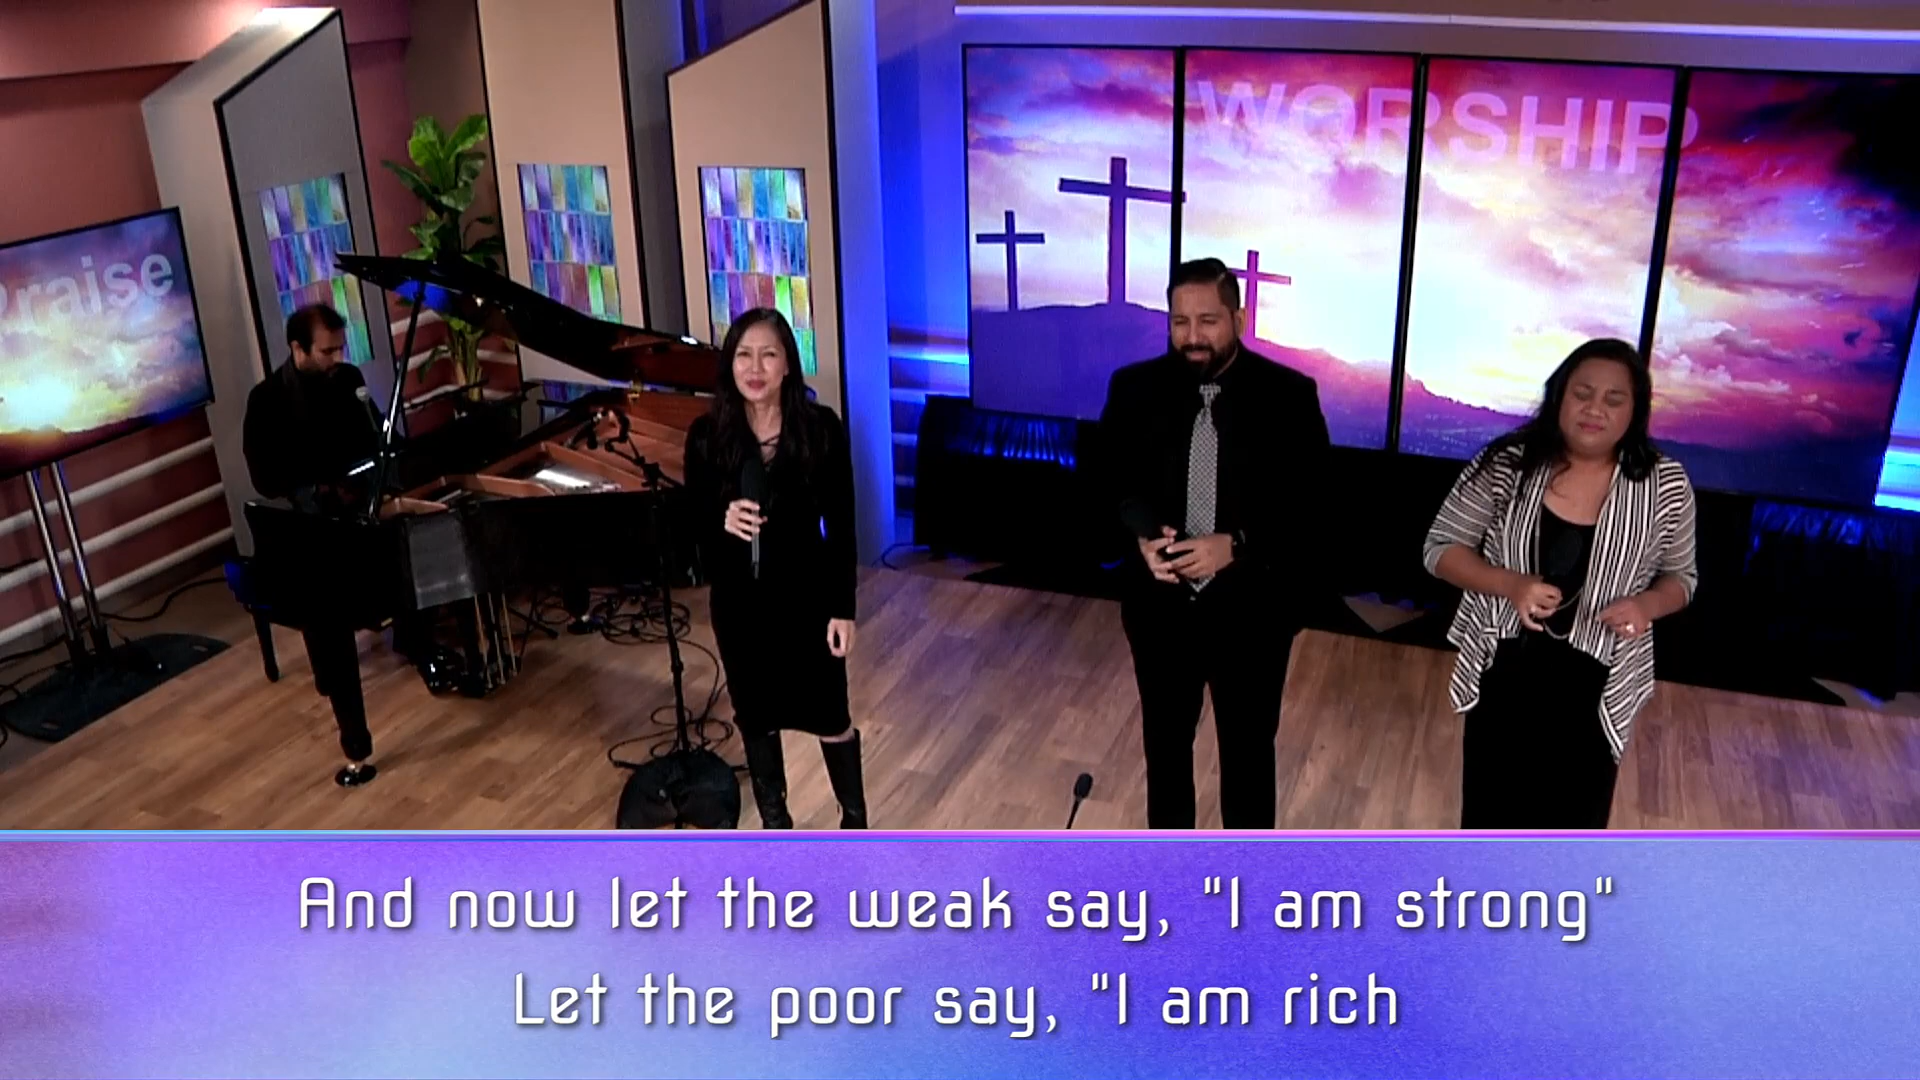 WORSHIP
Praise
And now let the weak say, "I am strong"
Let the poor say, "I am rich